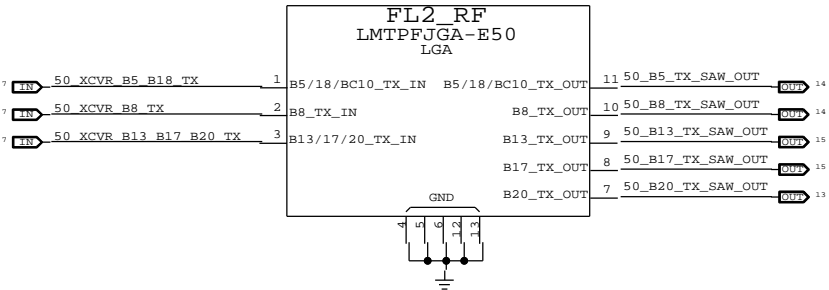 FL2_RF
LMTPFJGA-E50
LGA
7 IN 50_XCVR_B5_B18_TX 1 B5/18/BC10_TX_IN B5/18/BC10_TX_OUT 11 50_B5_TX_SAW_OUT OUT 14
7 IN 50_XCVR_B8_TX 2 B8_TX_IN B8_TX_OUT 10 50_B8_TX_SAW_OUT OUT 14
7 IN 50_XCVR_B13_B17_B20_TX 3 B13/17/20_TX_IN B13_TX_OUT 9 50_B13_TX_SAW_OUT OUT 15
B17_TX_OUT 8 50_B17_TX_SAW_OUT OUT 15
B20_TX_OUT 7 50_B20_TX_SAW_OUT OUT 13
GND
4 5 6 12 13